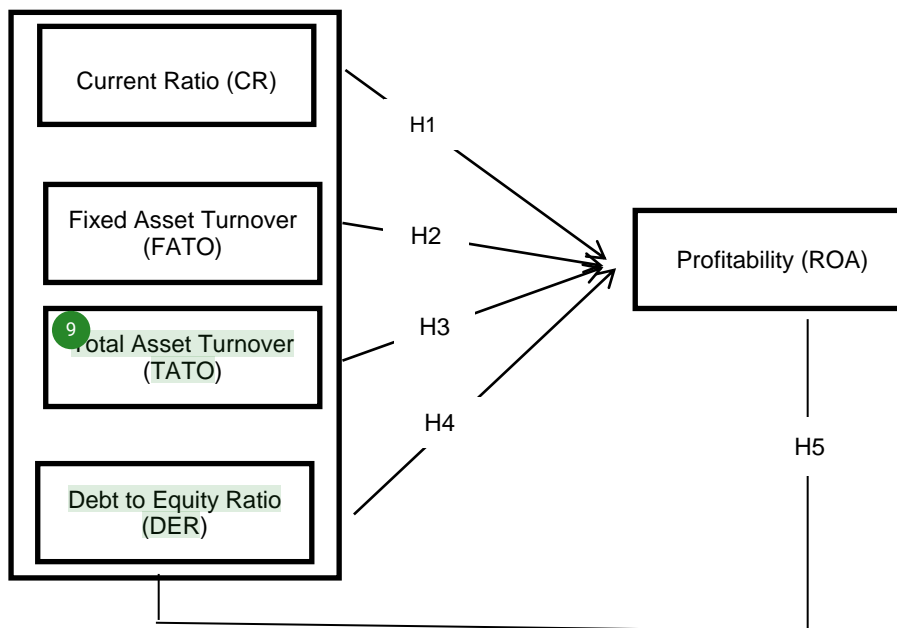 Current Ratio (CR)
H1
Fixed Asset Turnover
(FATO)
H2
Profitability (ROA)
9
Total Asset Turnover
(TATO)
H3
H4
H5
Debt to Equity Ratio
(DER)